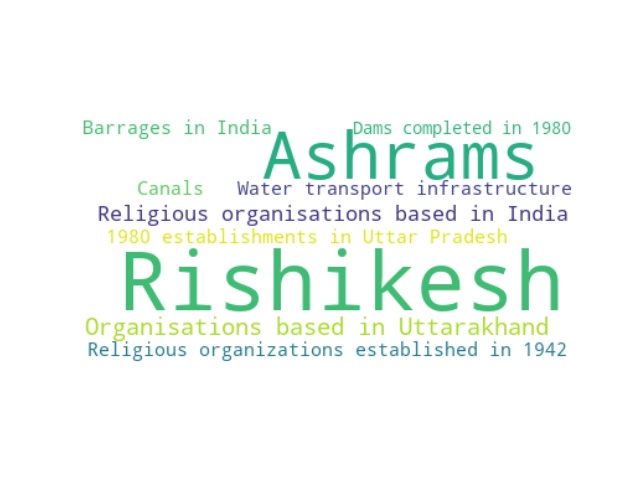 Barrages in India
Dams completed in 1980
Ashrams
Canals
Water transport infrastructure
Religious organisations based in India
1980 establishments in Uttar Pradesh
Rishikesh
Organisations based in Uttarakhand
Religious organizations established in 1942